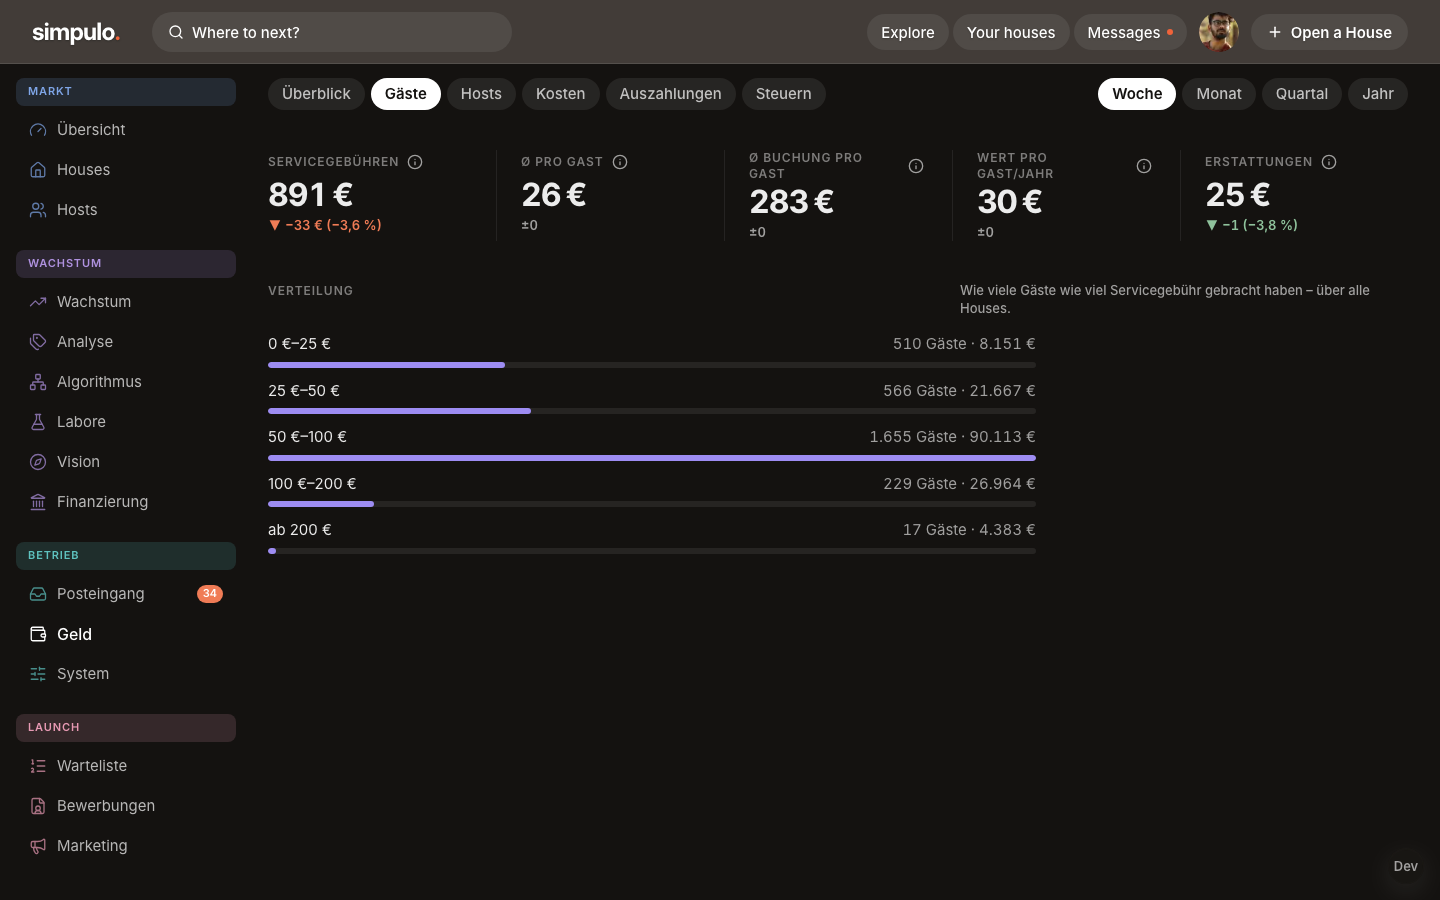 simpulo.
Where to next?
Explore
Your houses
Messages
Open a House
MARKT
Übersicht
Houses
Hosts
WACHSTUM
Wachstum
Analyse
Algorithmus
Labore
Vision
Finanzierung
BETRIEB
Posteingang 34
Geld
System
LAUNCH
Warteliste
Bewerbungen
Marketing
Überblick
Gäste
Hosts
Kosten
Auszahlungen
Steuern
Woche
Monat
Quartal
Jahr
SERVICEGEBÜHREN
891 €
▼ −33 € (−3,6 %)
Ø PRO GAST
26 €
±0
Ø BUCHUNG PRO
GAST
283 €
±0
WERT PRO
GAST/JAHR
30 €
±0
ERSTATTUNGEN
25 €
▼ −1 (−3,8 %)
VERTEILUNG
Wie viele Gäste wie viel Servicegebühr gebracht haben – über alle
Houses.
0 €–25 € 510 Gäste · 8.151 €
25 €–50 € 566 Gäste · 21.667 €
50 €–100 € 1.655 Gäste · 90.113 €
100 €–200 € 229 Gäste · 26.964 €
ab 200 € 17 Gäste · 4.383 €
Dev